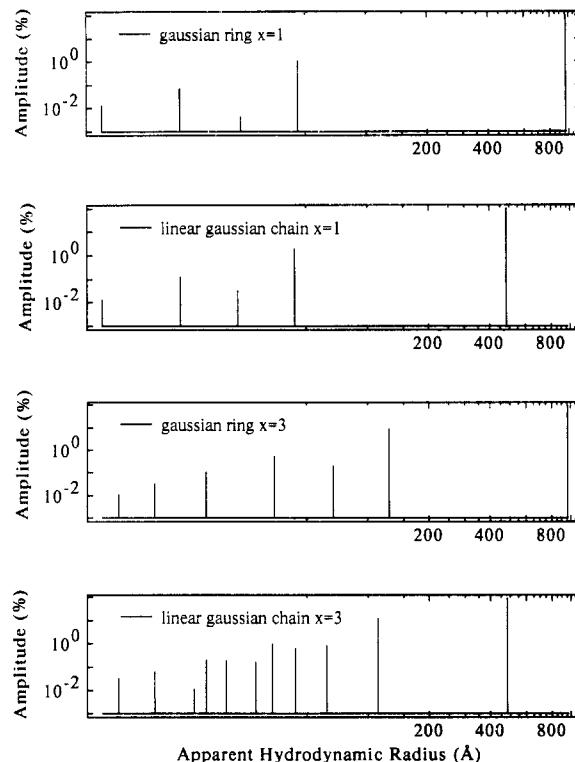 Amplitude (%)
10^0
10^-2
gaussian ring x=1
200 400 800
Amplitude (%)
10^0
10^-2
linear gaussian chain x=1
200 400 800
Amplitude (%)
10^0
10^-2
gaussian ring x=3
200 400 800
Amplitude (%)
10^0
10^-2
linear gaussian chain x=3
200 400 800
Apparent Hydrodynamic Radius (Å)